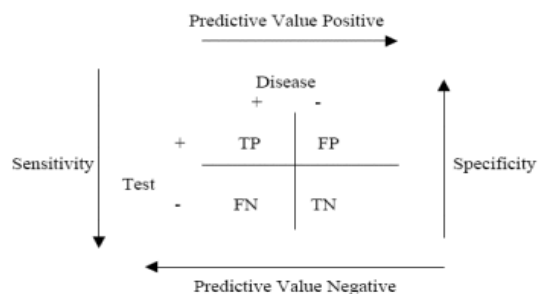 Predictive Value Positive
Disease
+ -
+ TP FP
Sensitivity Specificity
Test
- FN TN
Predictive Value Negative